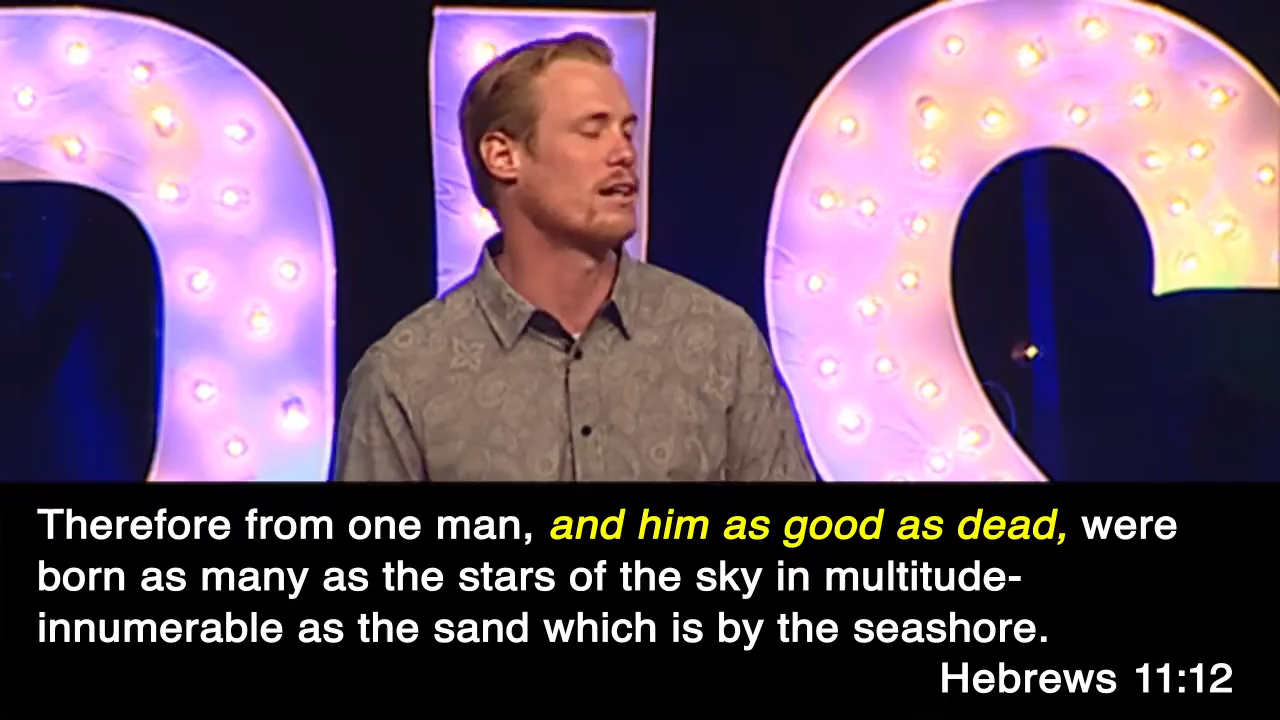 Therefore from one man, and him as good as dead, were
born as many as the stars of the sky in multitude-
innumerable as the sand which is by the seashore.
Hebrews 11:12